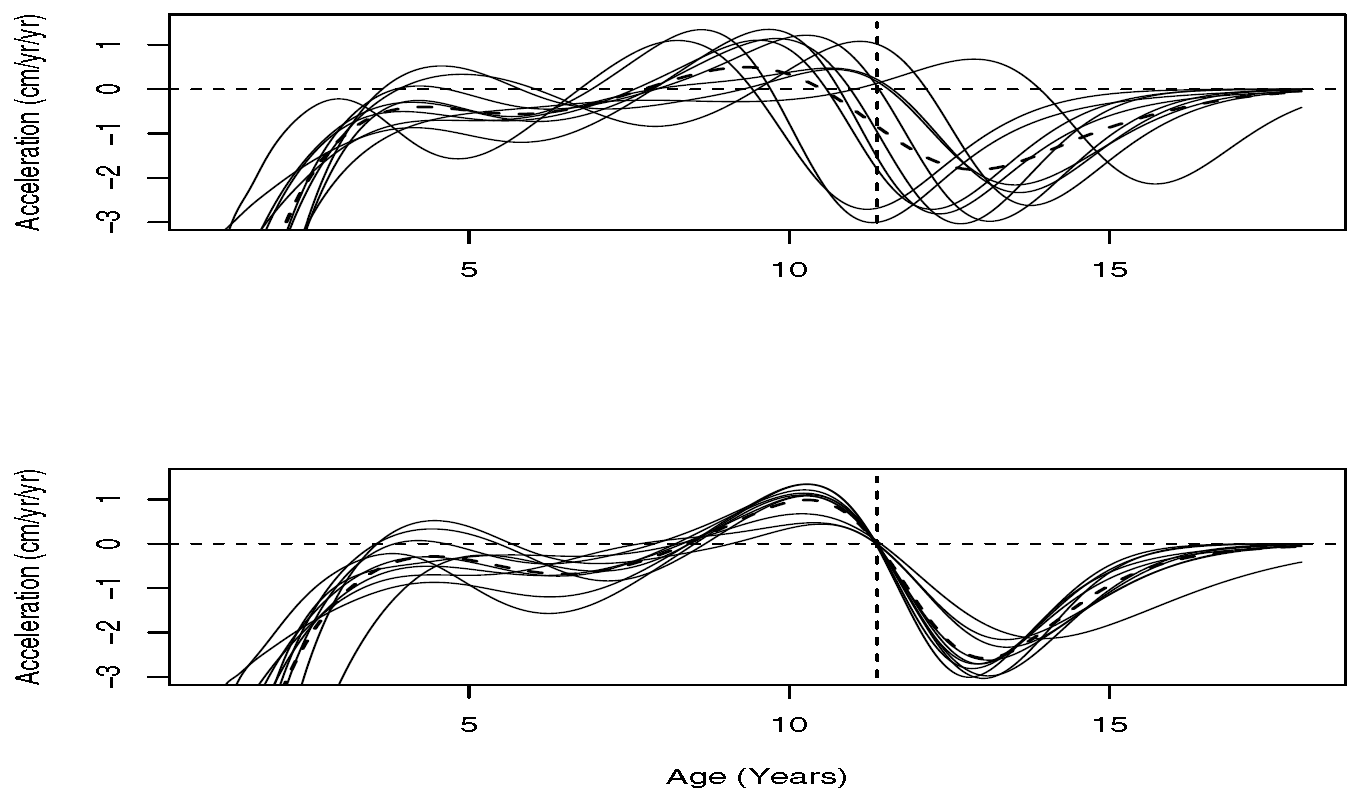 Acceleration (cm/yr/yr)
1
0
-1
-2
-3
5 10 15
Acceleration (cm/yr/yr)
1
0
-1
-2
-3
5 10 15
Age (Years)